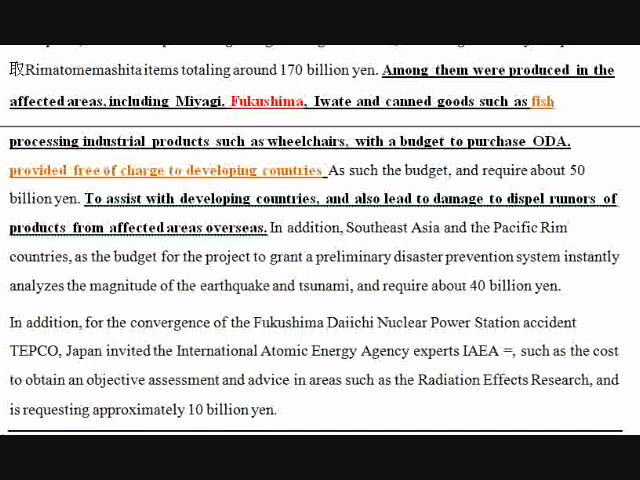 取Rimatomemashita items totaling around 170 billion yen. Among them were produced in the
affected areas, including Miyagi, Fukushima, Iwate and canned goods such as fish
processing industrial products such as wheelchairs, with a budget to purchase ODA,
provided free of charge to developing countries As such the budget, and require about 50
billion yen. To assist with developing countries, and also lead to damage to dispel rumors of
products from affected areas overseas. In addition, Southeast Asia and the Pacific Rim
countries, as the budget for the project to grant a preliminary disaster prevention system instantly
analyzes the magnitude of the earthquake and tsunami, and require about 40 billion yen.
In addition, for the convergence of the Fukushima Daiichi Nuclear Power Station accident
TEPCO, Japan invited the International Atomic Energy Agency experts IAEA =, such as the cost
to obtain an objective assessment and advice in areas such as the Radiation Effects Research, and
is requesting approximately 10 billion yen.